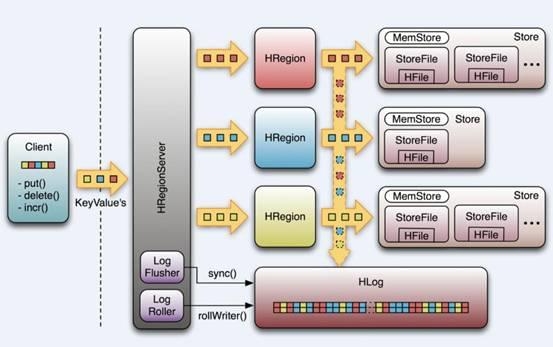 Client
- put()
- delete()
- incr()
KeyValue's
HRegionServer
Log
Flusher
Log
Roller
sync()
rollWriter()
HRegion
MemStore
Store
StoreFile
HFile
StoreFile
HFile
...
HRegion
MemStore
Store
StoreFile
HFile
HRegion
MemStore
Store
StoreFile
HFile
StoreFile
HFile
...
HLog